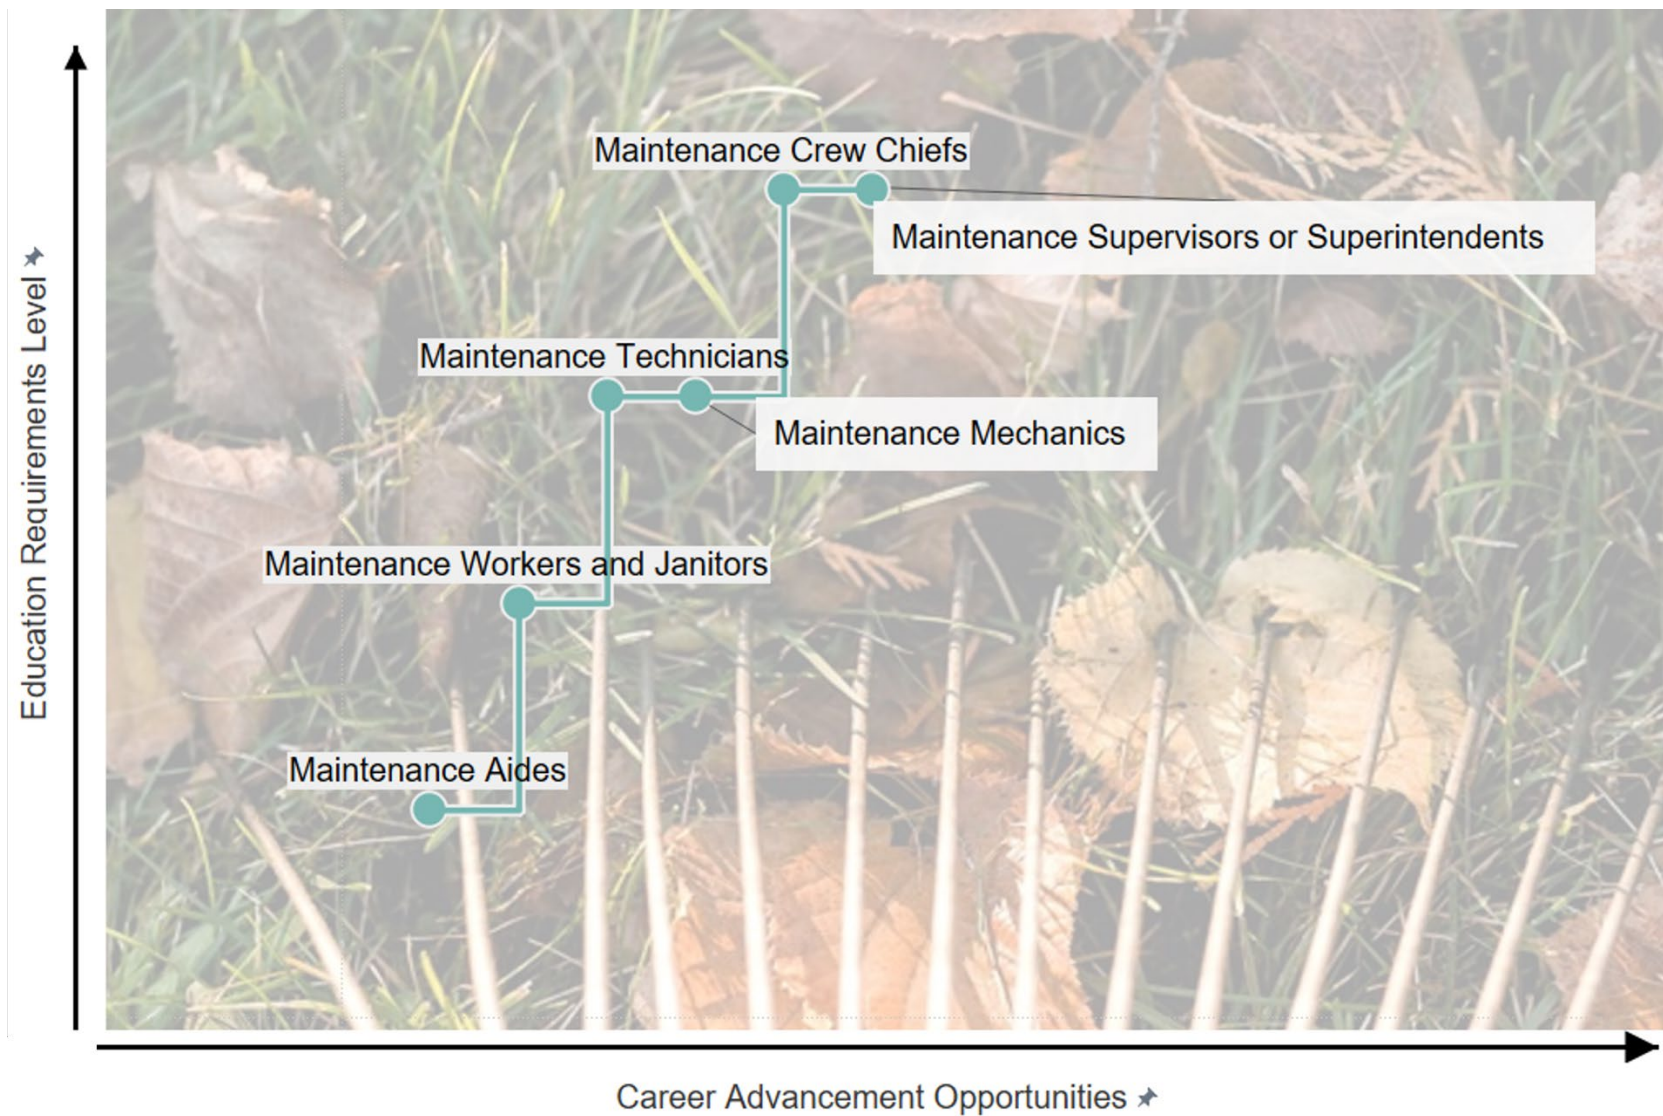 Maintenance Crew Chiefs
Maintenance Supervisors or Superintendents
Maintenance Technicians
Maintenance Mechanics
Maintenance Workers and Janitors
Maintenance Aides
Education Requirements Level
Career Advancement Opportunities